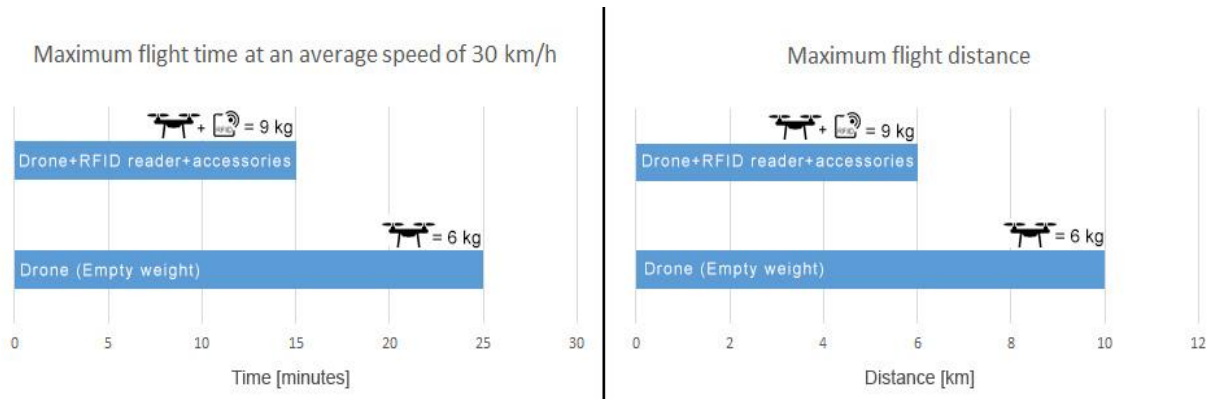 Maximum flight time at an average speed of 30 km/h
+ RFID = 9 kg
Drone+RFID reader+accessories
= 6 kg
Drone (Empty weight)
0 5 10 15 20 25 30
Time [minutes]
Maximum flight distance
+ RFID = 9 kg
Drone+RFID reader+accessories
= 6 kg
Drone (Empty weight)
0 2 4 6 8 10 12
Distance [km]